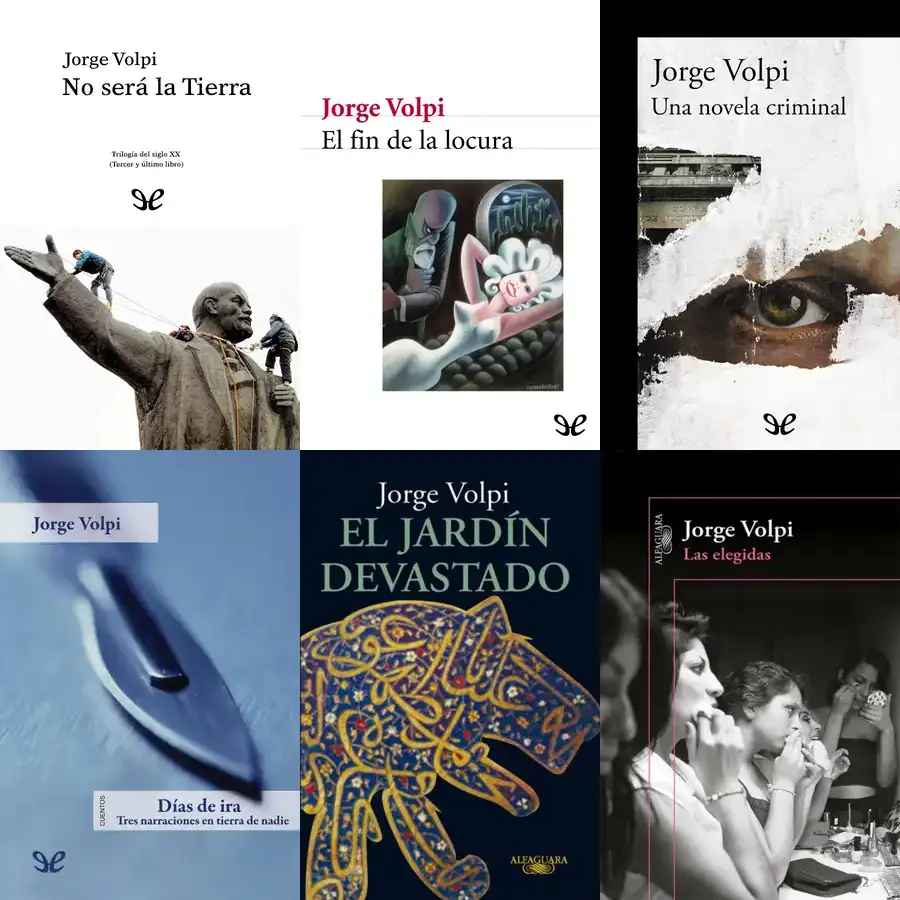 Jorge Volpi
No será la Tierra
Trilogía del siglo XX
(Tercer y último libro)
Jorge Volpi
El fin de la locura
Jorge Volpi
Una novela criminal
Jorge Volpi
CUENTOS
Días de ira
Tres narraciones en tierra de nadie
Jorge Volpi
EL JARDÍN
DEVASTADO
ALFAGUARA
ALFAGUARA
Jorge Volpi
Las elegidas